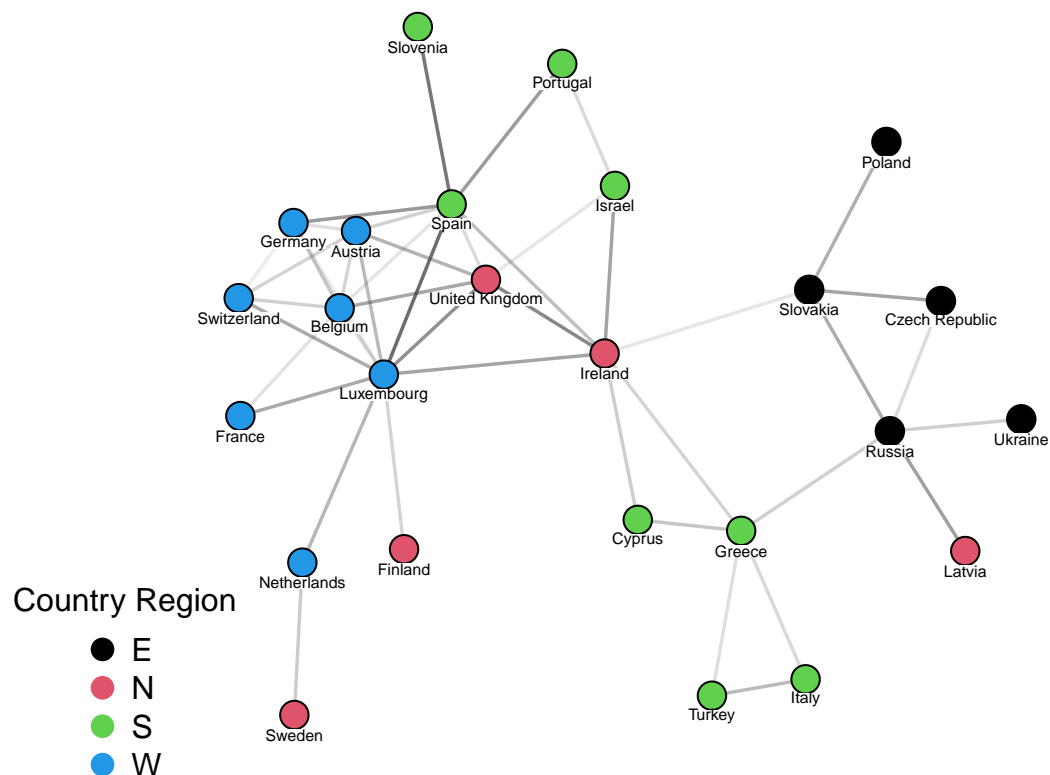 Slovenia
Portugal
Poland
Israel
Spain
Germany
Austria
United Kingdom
Slovakia
Switzerland
Belgium
Czech Republic
Ireland
Luxembourg
France
Russia
Ukraine
Cyprus
Greece
Finland
Latvia
Netherlands
Country Region
E
N
S
W
Italy
Turkey
Sweden